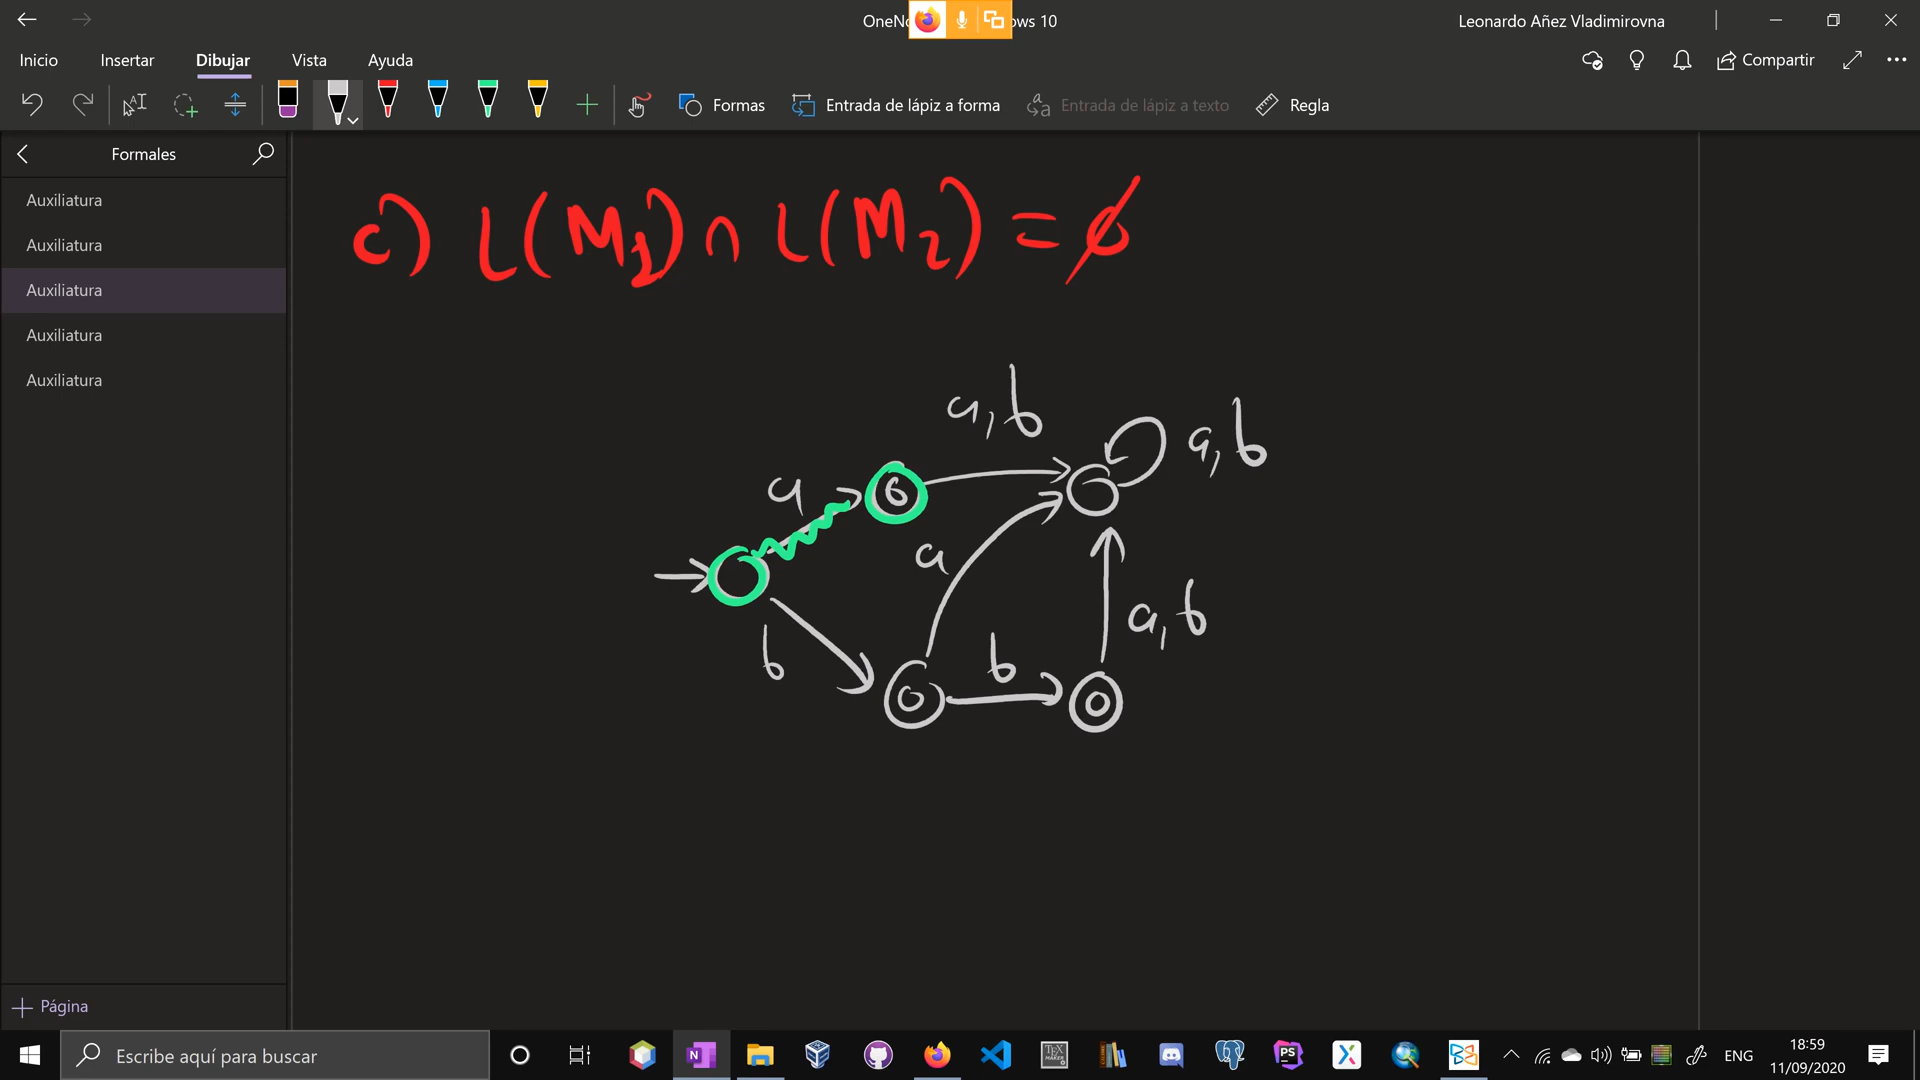 OneNo
ows 10
Leonardo Añez Vladimirovna
Inicio
Insertar
Dibujar
Vista
Ayuda
Compartir
Formas
Entrada de lápiz a forma
Entrada de lápiz a texto
Regla
Formales
Auxiliatura
Auxiliatura
Auxiliatura
Auxiliatura
Auxiliatura
c) L(M1) ∩ L(M2) = ∅
a, b
a, b
a
a
a, b
b
b
Página
Escribe aquí para buscar
ENG
18:59
11/09/2020